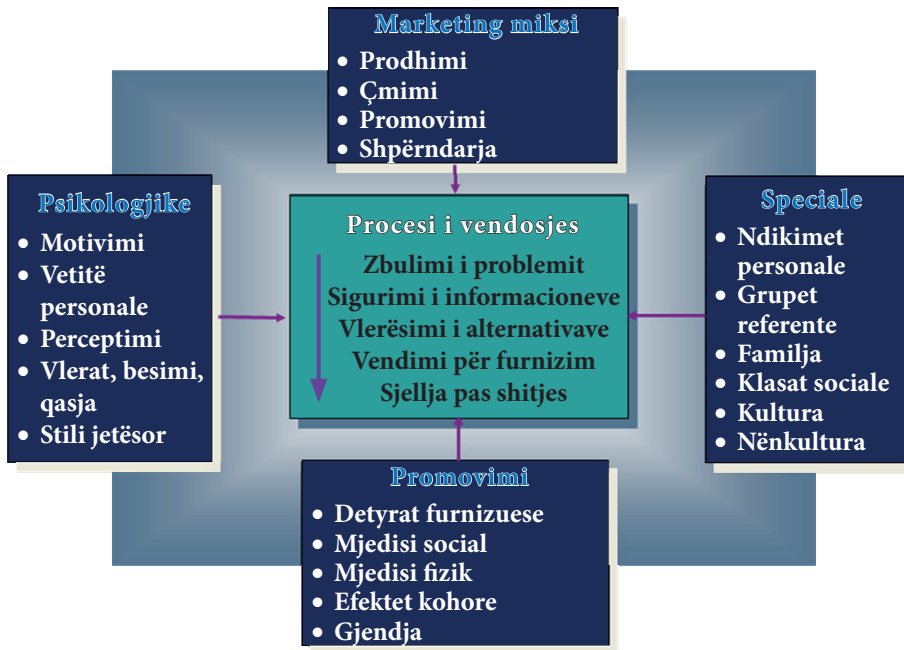 Marketing miksi
• Prodhimi
• Çmimi
• Promovimi
• Shpërndarja
Psikologjike
• Motivimi
• Vetitë
personale
• Perceptimi
• Vlerat, besimi,
qasja
• Stili jetësor
Procesi i vendosjes
Zbulimi i problemit
Sigurimi i informacioneve
Vlerësimi i alternativave
Vendimi për furnizim
Sjellja pas shitjes
Speciale
• Ndikimet
personale
• Grupet
referente
• Familja
• Klasat sociale
• Kultura
• Nënkultura
Promovimi
• Detyrat furnizuese
• Mjedisi social
• Mjedisi fizik
• Efektet kohore
• Gjendja